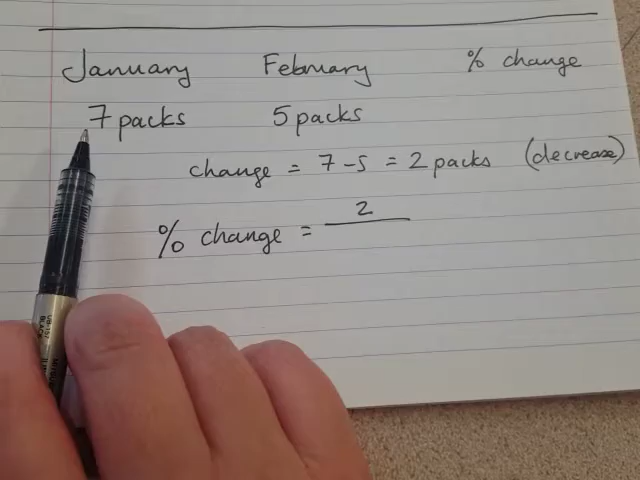 January February % change
7 packs 5 packs
change = 7 - 5 = 2 packs (decrease)
% change = 2